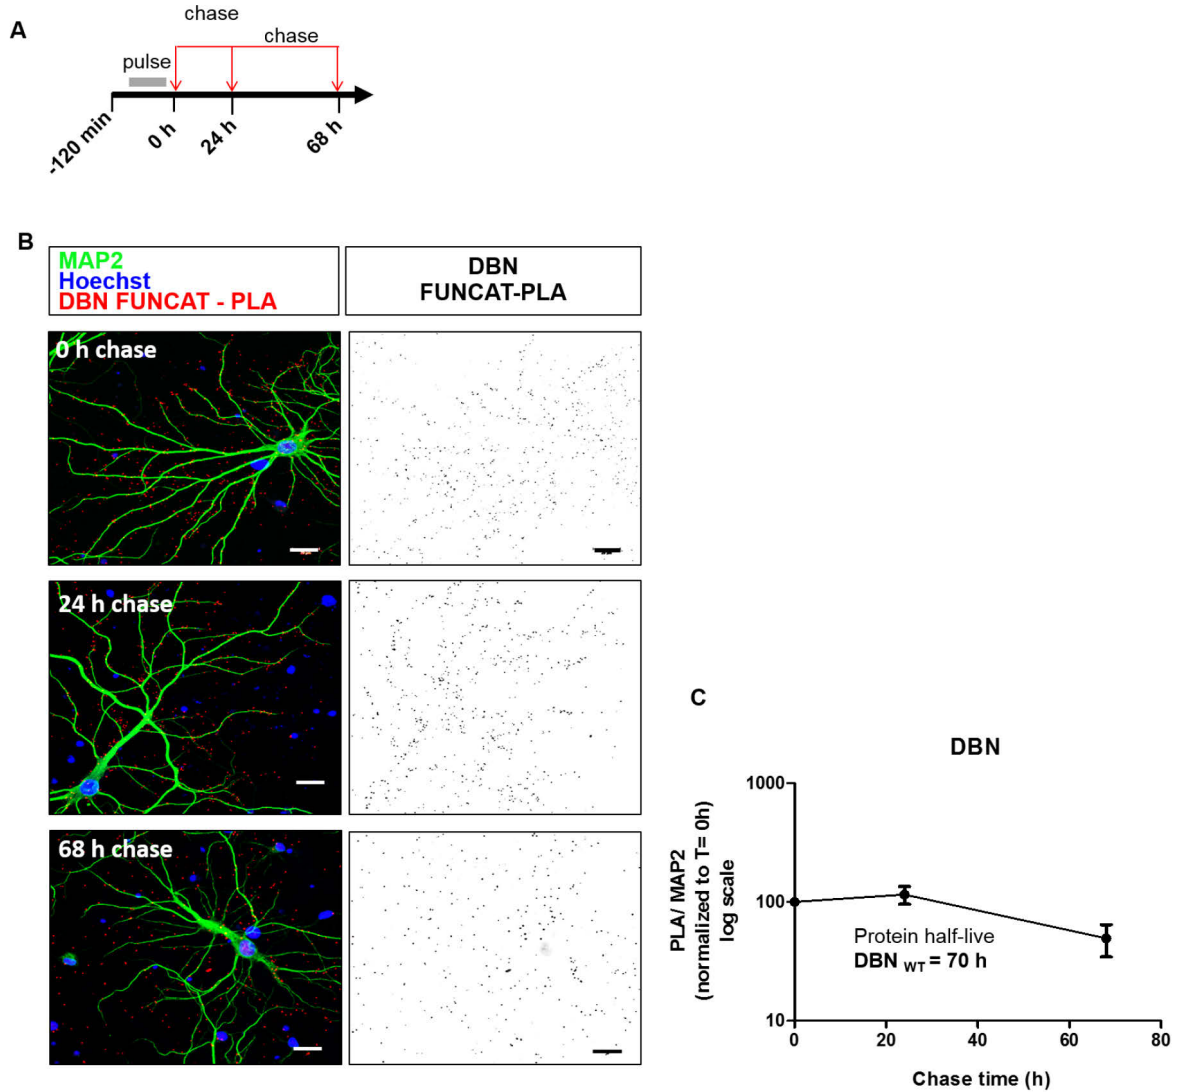 A
chase
chase
pulse
-120 min
0 h
24 h
68 h
B
MAP2
Hoechst
DBN FUNCAT - PLA
DBN
FUNCAT-PLA
0 h chase
24 h chase
68 h chase
C
DBN
PLA/ MAP2
(normalized to T= 0h)
log scale
1000
100
10
Protein half-live
DBN WT = 70 h
0
20
40
60
80
Chase time (h)